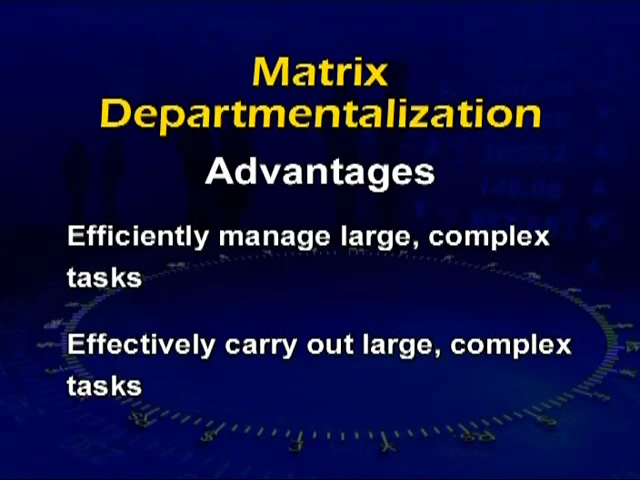 Matrix
Departmentalization
Advantages
Efficiently manage large, complex
tasks
Effectively carry out large, complex
tasks